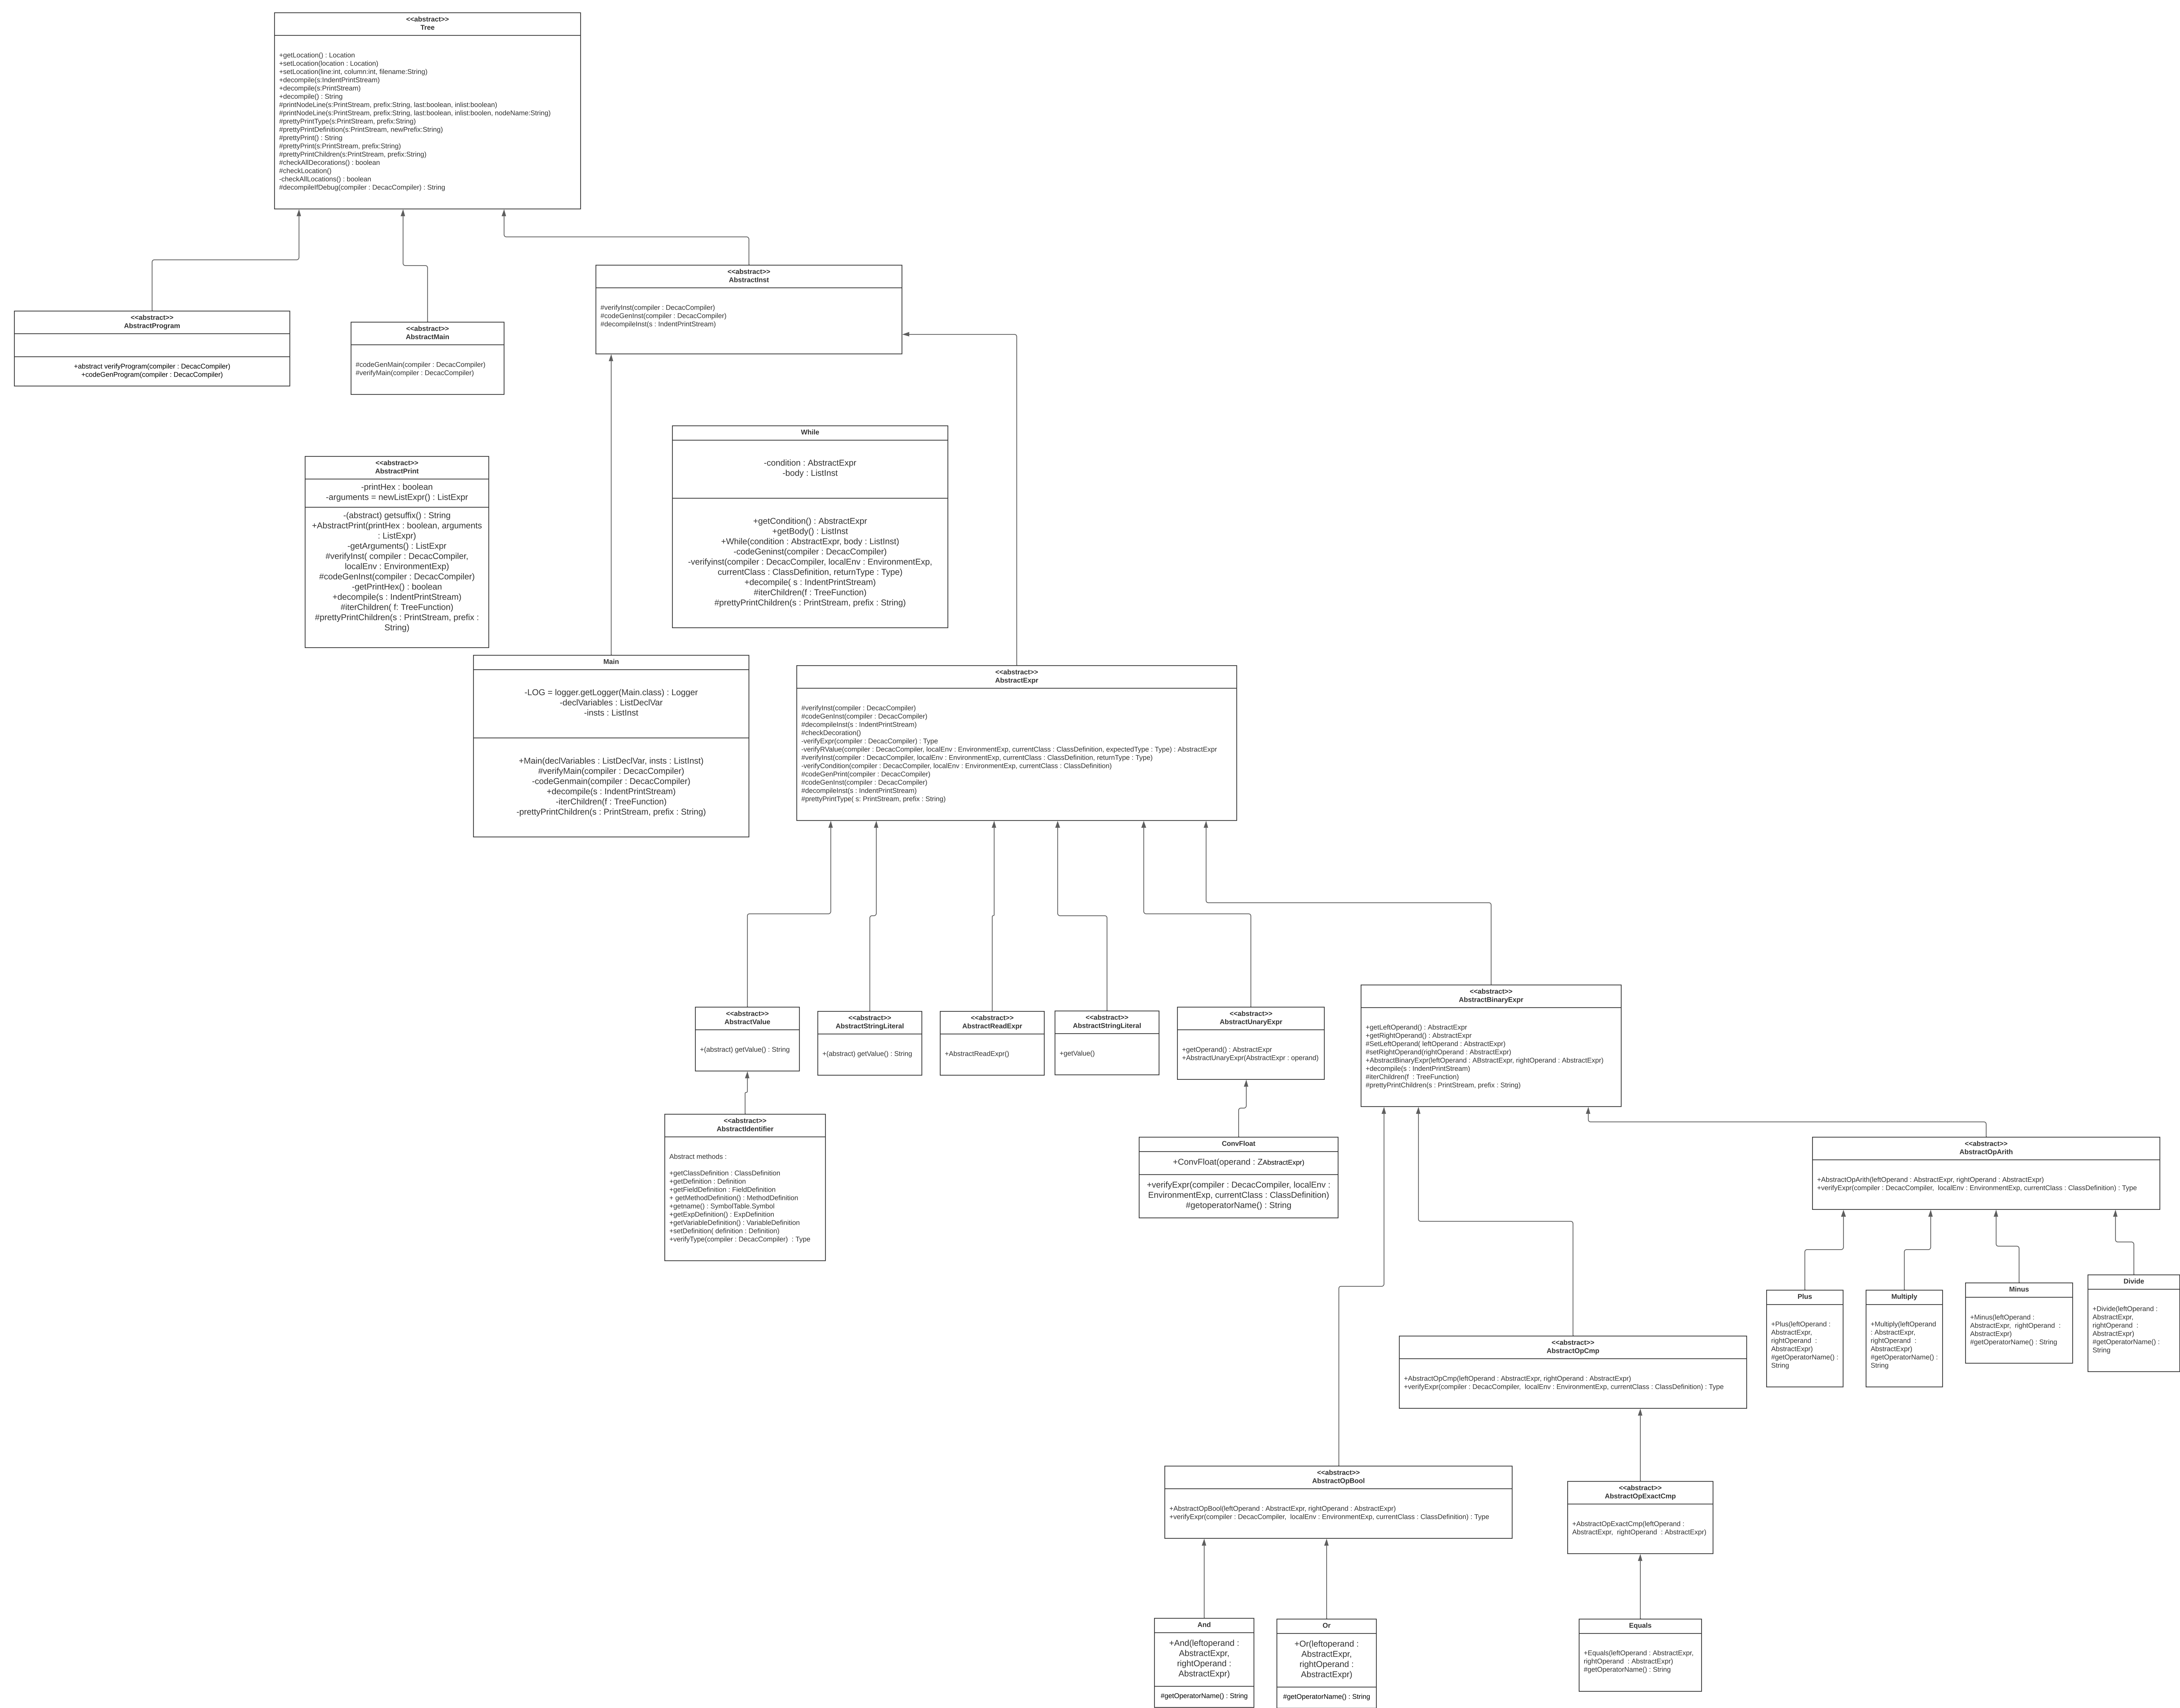 <<abstract>>
Tree
+getLocation() : Location
+setLocation(location : Location)
+setLocation(line:int, column:int, filename:String)
+decompile(s:IndentPrintStream)
+decompile(s:PrintStream)
+decompile() : String
#printNodeLine(s:PrintStream, prefix:String, last:boolean, inlist:boolean)
#printNodeLine(s:PrintStream, prefix:String, last:boolean, inlist:boolen, nodeName:String)
#prettyPrintType(s:PrintStream, prefix:String)
#prettyPrintDefinition(s:PrintStream, newPrefix:String)
#prettyPrint() : String
#prettyPrint(s:PrintStream, prefix:String)
#prettyPrintChildren(s:PrintStream, prefix:String)
#checkAllDecorations() : boolean
#checkLocation()
-checkAllLocations() : boolean
#decompileIfDebug(compiler : DecacCompiler) : String
<<abstract>>
AbstractInst
#verifyInst(compiler : DecacCompiler)
#codeGenInst(compiler : DecacCompiler)
#decompileInst(s : IndentPrintStream)
<<abstract>>
AbstractProgram
+abstract verifyProgram(compiler : DecacCompiler)
+codeGenProgram(compiler : DecacCompiler)
<<abstract>>
AbstractMain
#codeGenMain(compiler : DecacCompiler)
#verifyMain(compiler : DecacCompiler)
While
-condition : AbstractExpr
-body : ListInst
+getCondition() : AbstractExpr
+getBody() : ListInst
+While(condition : AbstractExpr, body : ListInst)
-codeGeninst(compiler : DecacCompiler)
-verifyinst(compiler : DecacCompiler, localEnv : EnvironmentExp,
currentClass : ClassDefinition, returnType : Type)
+decompile( s : IndentPrintStream)
#iterChildren(f : TreeFunction)
#prettyPrintChildren(s : PrintStream, prefix : String)
<<abstract>>
AbstractPrint
-printHex : boolean
-arguments = newListExpr() : ListExpr
-(abstract) getsuffix() : String
+AbstractPrint(printHex : boolean, arguments
: ListExpr)
-getArguments() : ListExpr
#verifyInst( compiler : DecacCompiler,
localEnv : EnvironmentExp)
#codeGenInst(compiler : DecacCompiler)
-getPrintHex() : boolean
+decompile(s : IndentPrintStream)
#iterChildren( f: TreeFunction)
#prettyPrintChildren(s : PrintStream, prefix :
String)
Main
-LOG = logger.getLogger(Main.class) : Logger
-declVariables : ListDeclVar
-insts : ListInst
+Main(declVariables : ListDeclVar, insts : ListInst)
#verifyMain(compiler : DecacCompiler)
-codeGenmain(compiler : DecacCompiler)
+decompile(s : IndentPrintStream)
-iterChildren(f : TreeFunction)
-prettyPrintChildren(s : PrintStream, prefix : String)
<<abstract>>
AbstractExpr
#verifyInst(compiler : DecacCompiler)
#codeGenInst(compiler : DecacCompiler)
#decompileInst(s : IndentPrintStream)
#checkDecoration()
-verifyExpr(compiler : DecacCompiler) : Type
-verifyRValue(compiler : DecacCompiler, localEnv : EnvironmentExp, currentClass : ClassDefinition, expectedType : Type) : AbstractExpr
#verifyInst(compiler : DecacCompiler, localEnv : EnvironmentExp, currentClass : ClassDefinition, returnType : Type)
-verifyCondition(compiler : DecacCompiler, localEnv : EnvironmentExp, currentClass : ClassDefinition)
#codeGenPrint(compiler : DecacCompiler)
#codeGenInst(compiler : DecacCompiler)
#decompileInst(s : IndentPrintStream)
#prettyPrintType( s: PrintStream, prefix : String)
<<abstract>>
AbstractValue
+(abstract) getValue() : String
<<abstract>>
AbstractStringLiteral
+(abstract) getValue() : String
<<abstract>>
AbstractReadExpr
+AbstractReadExpr()
<<abstract>>
AbstractStringLiteral
+getValue()
<<abstract>>
AbstractUnaryExpr
+getOperand() : AbstractExpr
+AbstractUnaryExpr(AbstractExpr : operand)
<<abstract>>
AbstractBinaryExpr
+getLeftOperand() : AbstractExpr
+getRightOperand() : AbstractExpr
#SetLeftOperand( leftOperand : AbstractExpr)
#setRightOperand(rightOperand : AbstractExpr)
+AbstractBinaryExpr(leftOperand : ABstractExpr, rightOperand : AbstractExpr)
+decompile(s : IndentPrintStream)
#iterChildren(f : TreeFunction)
#prettyPrintChildren(s : PrintStream, prefix : String)
<<abstract>>
AbstractIdentifier
Abstract methods :
+getClassDefinition : ClassDefinition
+getDefinition : Definition
+getFieldDefinition : FieldDefinition
+ getMethodDefinition() : MethodDefinition
+getname() : SymbolTable.Symbol
+getExpDefinition() : ExpDefinition
+getVariableDefinition() : VariableDefinition
+setDefinition( definition : Definition)
+verifyType(compiler : DecacCompiler) : Type
ConvFloat
+ConvFloat(operand : ZAbstractExpr)
+verifyExpr(compiler : DecacCompiler, localEnv :
EnvironmentExp, currentClass : ClassDefinition)
#getoperatorName() : String
<<abstract>>
AbstractOpArith
+AbstractOpArith(leftOperand : AbstractExpr, rightOperand : AbstractExpr)
+verifyExpr(compiler : DecacCompiler, localEnv : EnvironmentExp, currentClass : ClassDefinition) : Type
Plus
+Plus(leftOperand :
AbstractExpr,
rightOperand :
AbstractExpr)
#getOperatorName() :
String
Multiply
+Multiply(leftOperand
: AbstractExpr,
rightOperand :
AbstractExpr)
#getOperatorName() :
String
Minus
+Minus(leftOperand :
AbstractExpr, rightOperand :
AbstractExpr)
#getOperatorName() : String
Divide
+Divide(leftOperand :
AbstractExpr,
rightOperand :
AbstractExpr)
#getOperatorName() :
String
<<abstract>>
AbstractOpCmp
+AbstractOpCmp(leftOperand : AbstractExpr, rightOperand : AbstractExpr)
+verifyExpr(compiler : DecacCompiler, localEnv : EnvironmentExp, currentClass : ClassDefinition) : Type
<<abstract>>
AbstractOpBool
+AbstractOpBool(leftOperand : AbstractExpr, rightOperand : AbstractExpr)
+verifyExpr(compiler : DecacCompiler, localEnv : EnvironmentExp, currentClass : ClassDefinition) : Type
<<abstract>>
AbstractOpExactCmp
+AbstractOpExactCmp(leftOperand :
AbstractExpr, rightOperand : AbstractExpr)
And
+And(leftoperand :
AbstractExpr,
rightOperand :
AbstractExpr)
#getOperatorName() : String
Or
+Or(leftoperand :
AbstractExpr,
rightOperand :
AbstractExpr)
#getOperatorName() : String
Equals
+Equals(leftOperand : AbstractExpr,
rightOperand : AbstractExpr)
#getOperatorName() : String